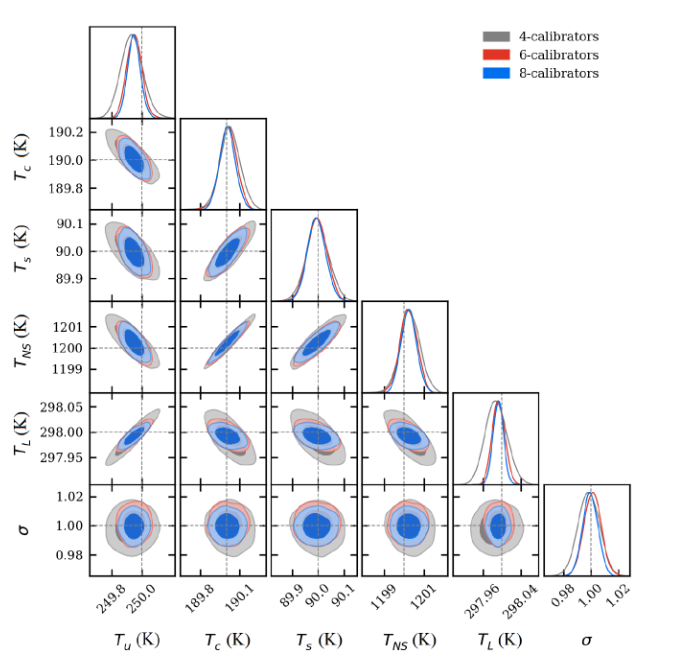 4-calibrators
6-calibrators
8-calibrators
190.2
190.0
189.8
T_c (K)
90.1
90.0
89.9
T_s (K)
1201
1200
1199
T_NS (K)
298.05
298.00
297.95
T_L (K)
1.02
1.00
0.98
σ
249.8 250.0 189.8 190.1 89.9 90.0 90.1 1199 1201 297.96 298.04 0.98 1.00 1.02
T_u (K) T_c (K) T_s (K) T_NS (K) T_L (K) σ